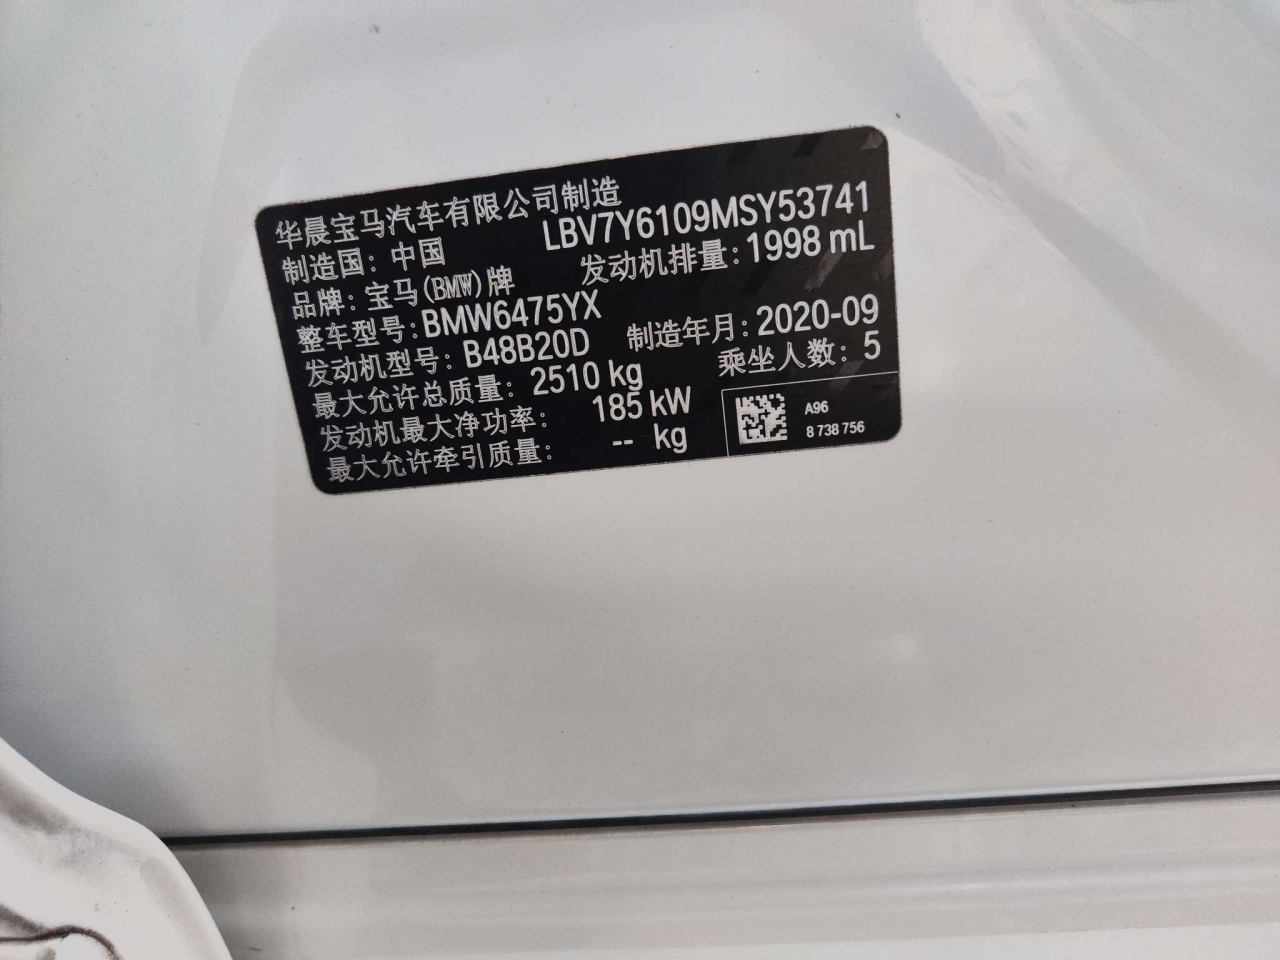 华晨宝马汽车有限公司制造
制造国：中国 LBV7Y6109MSY53741
品牌：宝马(BMW)牌 发动机排量：1998 mL
整车型号：BMW6475YX
发动机型号：B48B20D 制造年月：2020-09
最大允许总质量：2510 kg 乘坐人数：5
发动机最大净功率：185 kW
最大允许牵引质量：-- kg
A96
8 738 756